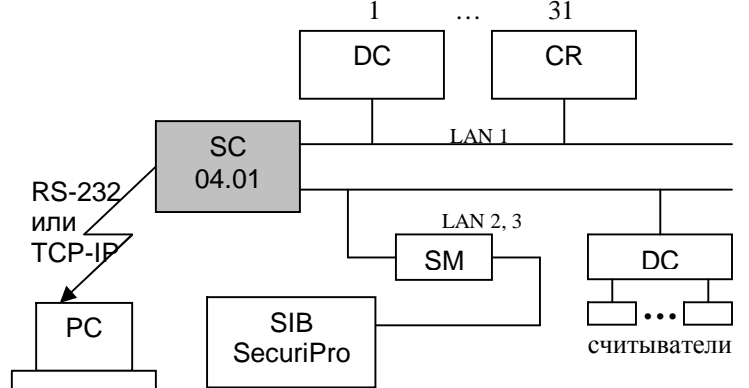 1 … 31
DC
CR
LAN 1
SC
04.01
RS-232
или
TCP-IP
LAN 2, 3
SM
DC
PC
SIB
SecuriPro
...
считыватели